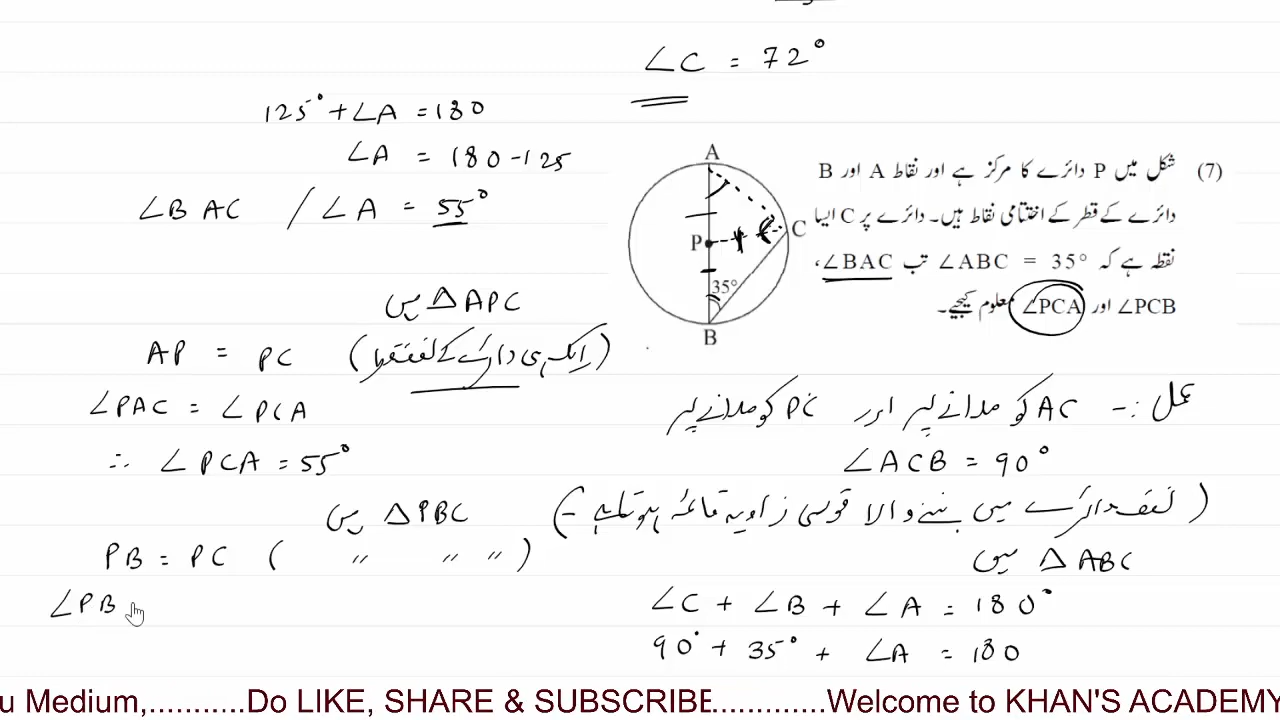 ∠C = 72°
(7) شکل میں P دائرے کا مرکز ہے اور نقاط A اور B
دائرے کے قطر کے اختتامی نقاط ہیں۔ دائرے پر C ایسا
نقطہ ہے کہ ∠ABC = 35° تب ∠BAC،
∠PCB اور ∠PCA معلوم کیجیے۔
A
P
C
35°
B
عمل :- AC کو ملانے پر اور PC کو ملانے پر
∠ACB = 90°
(نصف دائرے میں بننے والا قوسی زاویہ قائمہ ہوتا ہے۔)
△ABC میں
∠C + ∠B + ∠A = 180°
90° + 35° + ∠A = 180
125° + ∠A = 180
∠A = 180 - 125
∠BAC / ∠A = 55°
△APC میں
AP = PC (ایک ہی دائرے کے نصف قطر)
∠PAC = ∠PCA
∴ ∠PCA = 55°
△PBC میں
PB = PC ( " " " )
∠PB
u Medium,...........Do LIKE, SHARE & SUBSCRIBE..............Welcome to KHAN'S ACADEMY